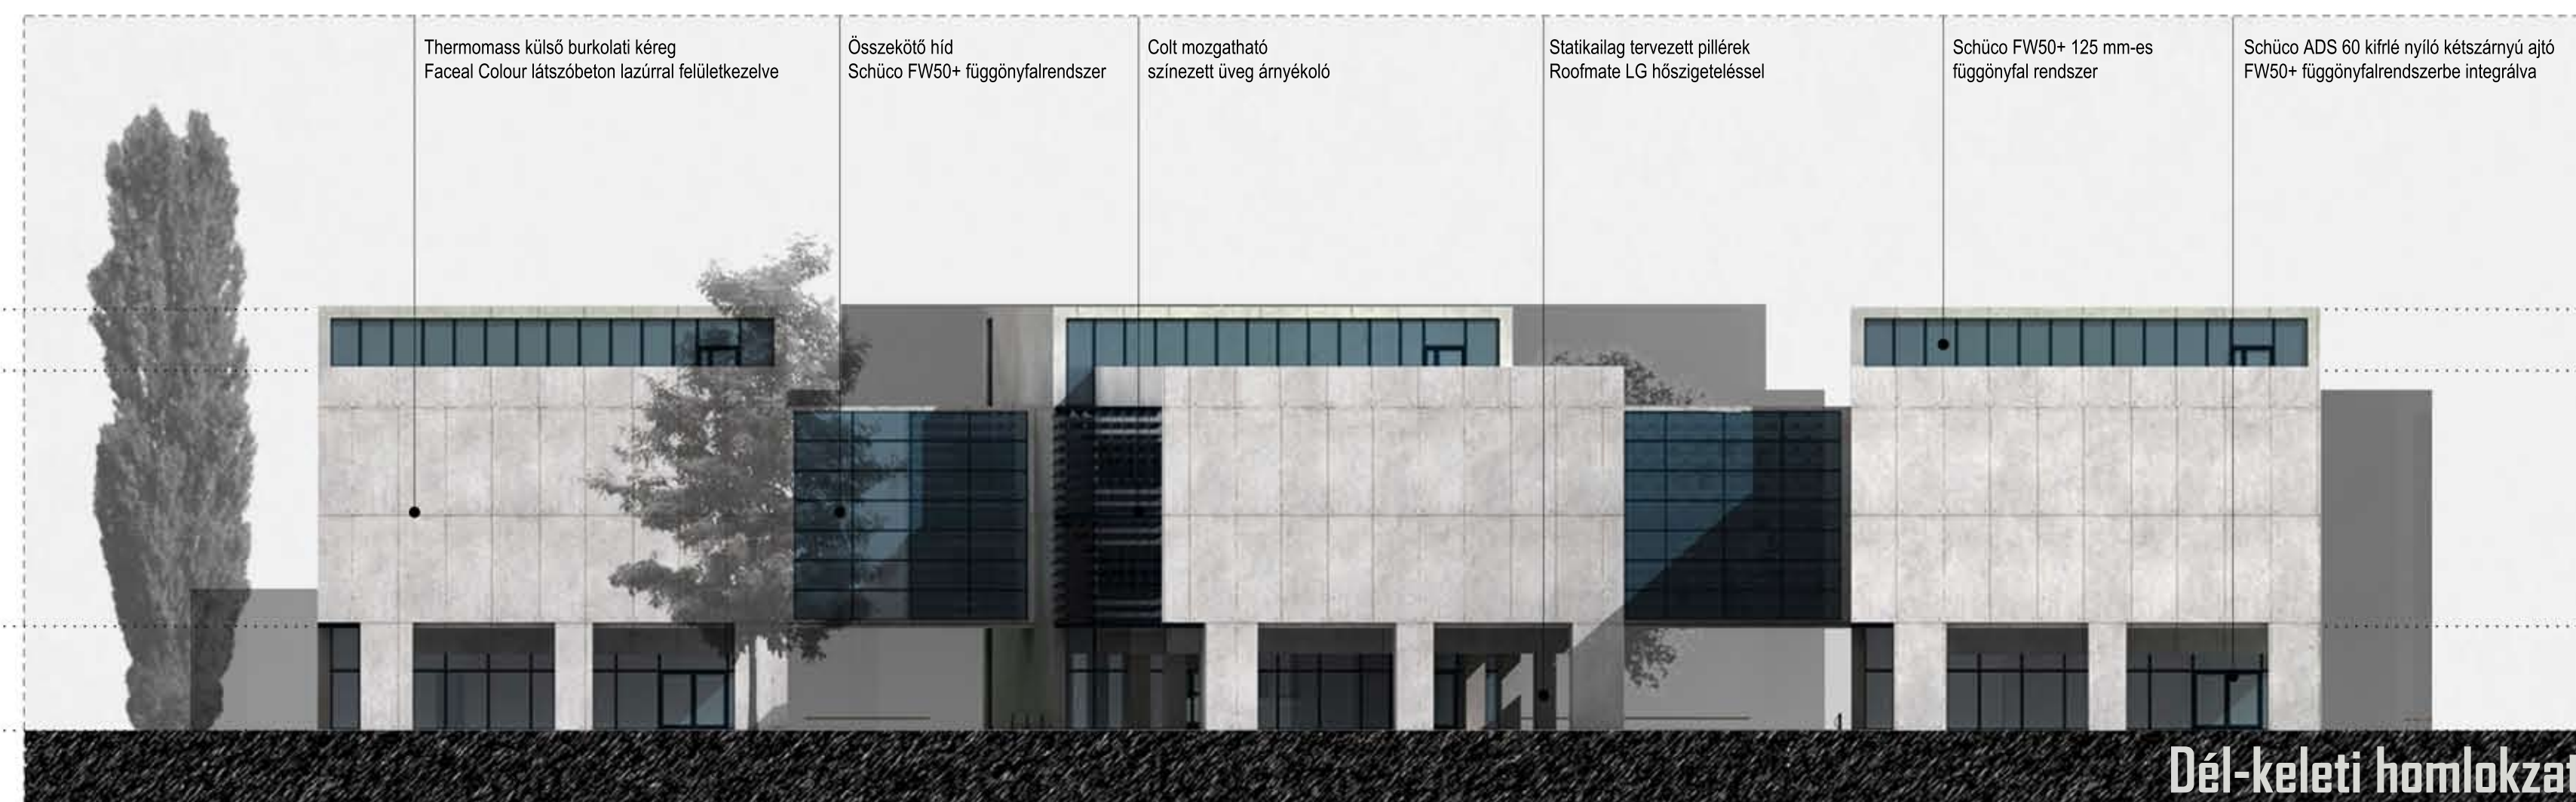 Thermomass külső burkolati kéreg
Faceal Colour látszóbeton lazúrral felületkezelve
Összekötő híd
Schüco FW50+ függönyfalrendszer
Colt mozgatható
színezett üveg árnyékoló
Statikailag tervezett pillérek
Roofmate LG hőszigeteléssel
Schüco FW50+ 125 mm-es
függönyfal rendszer
Schüco ADS 60 kifrlé nyíló kétszárnyú ajtó
FW50+ függönyfalrendszerbe integrálva
Dél-keleti homlokzat